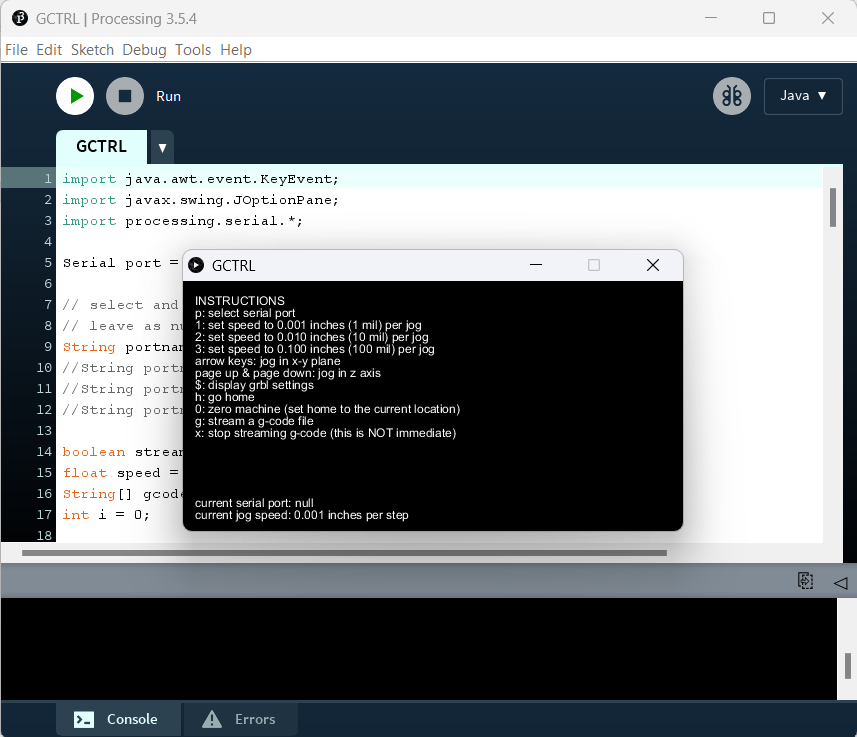 GCTRL | Processing 3.5.4
File Edit Sketch Debug Tools Help
Run
Java ▼
GCTRL ▼
1 import java.awt.event.KeyEvent;
2 import javax.swing.JOptionPane;
3 import processing.serial.*;
4
5 Serial port =
6
7 // select and
8 // leave as nu
9 String portnam
10 //String portn
11 //String portn
12 //String portn
13
14 boolean stream
15 float speed =
16 String[] gcode
17 int i = 0;
18
GCTRL
INSTRUCTIONS
p: select serial port
1: set speed to 0.001 inches (1 mil) per jog
2: set speed to 0.010 inches (10 mil) per jog
3: set speed to 0.100 inches (100 mil) per jog
arrow keys: jog in x-y plane
page up & page down: jog in z axis
$: display grbl settings
h: go home
0: zero machine (set home to the current location)
g: stream a g-code file
x: stop streaming g-code (this is NOT immediate)
current serial port: null
current jog speed: 0.001 inches per step
Console
Errors